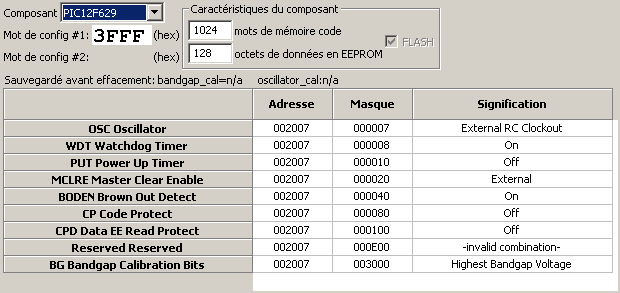 Composant PIC12F629 Caractéristiques du composant
Mot de config #1: 3FFF (hex) 1024 mots de mémoire code
Mot de config #2: (hex) 128 octets de données en EEPROM FLASH
Sauvegardé avant effacement: bandgap_cal=n/a oscillator_cal:n/a
Adresse Masque Signification
OSC Oscillator 002007 000007 External RC Clockout
WDT Watchdog Timer 002007 000008 On
PUT Power Up Timer 002007 000010 Off
MCLRE Master Clear Enable 002007 000020 External
BODEN Brown Out Detect 002007 000040 On
CP Code Protect 002007 000080 Off
CPD Data EE Read Protect 002007 000100 Off
Reserved Reserved 002007 000E00 -invalid combination-
BG Bandgap Calibration Bits 002007 003000 Highest Bandgap Voltage